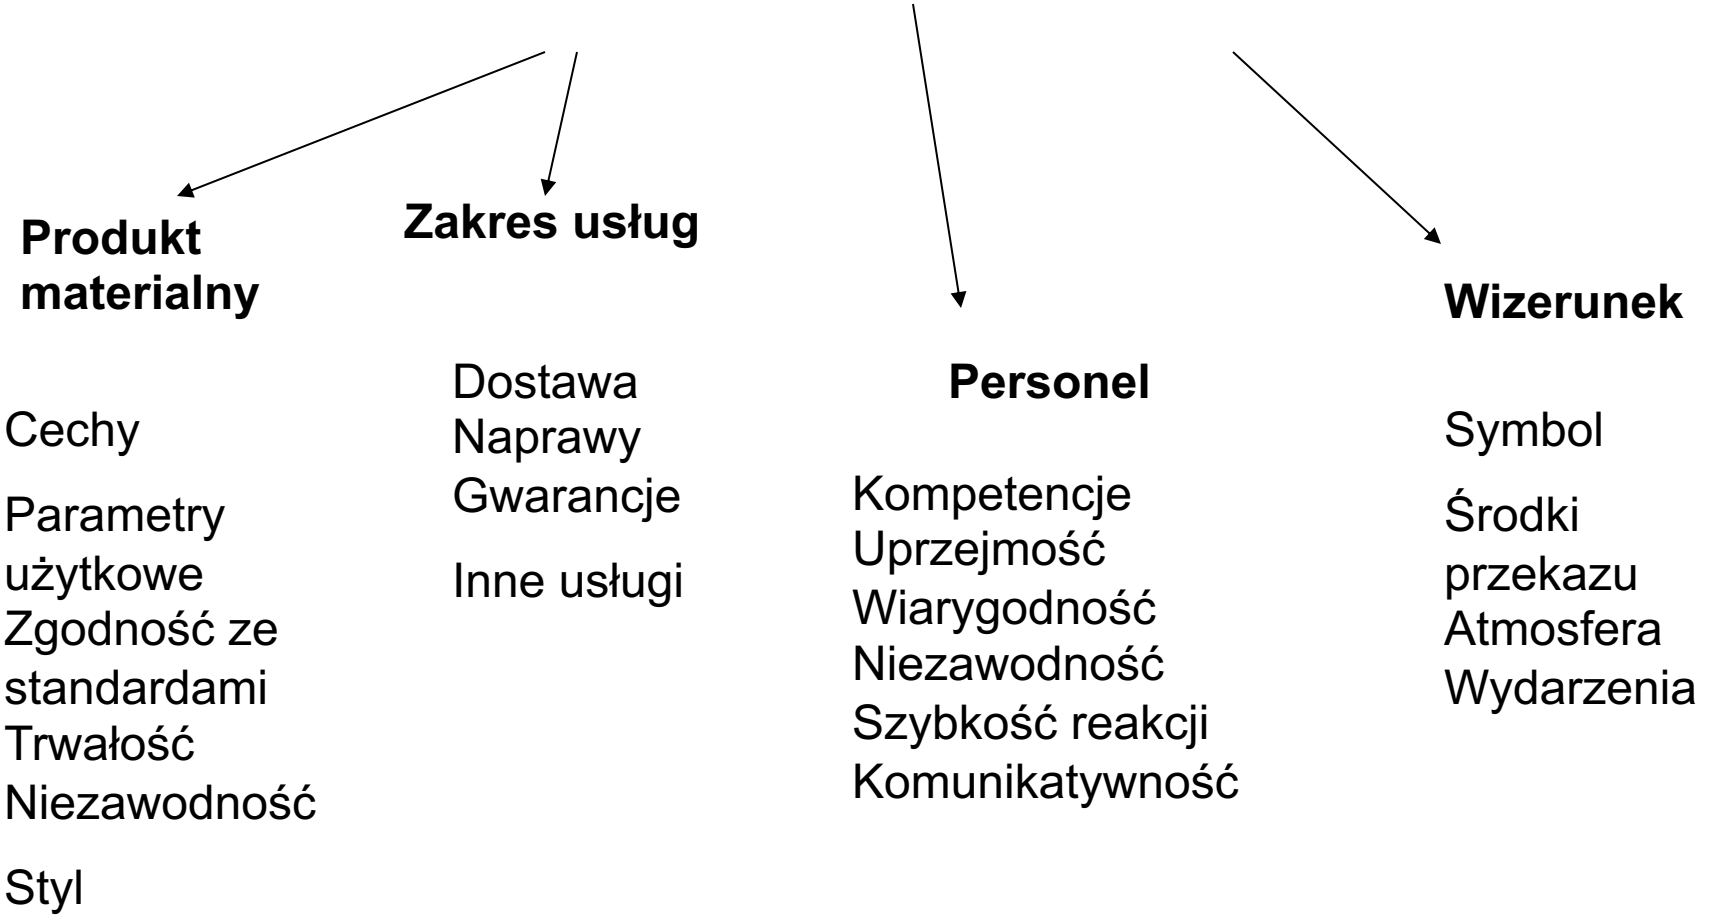 Produkt
materialny
Cechy
Parametry
użytkowe
Zgodność ze
standardami
Trwałość
Niezawodność
Styl
Zakres usług
Dostawa
Naprawy
Gwarancje
Inne usługi
Personel
Kompetencje
Uprzejmość
Wiarygodność
Niezawodność
Szybkość reakcji
Komunikatywność
Wizerunek
Symbol
Środki
przekazu
Atmosfera
Wydarzenia